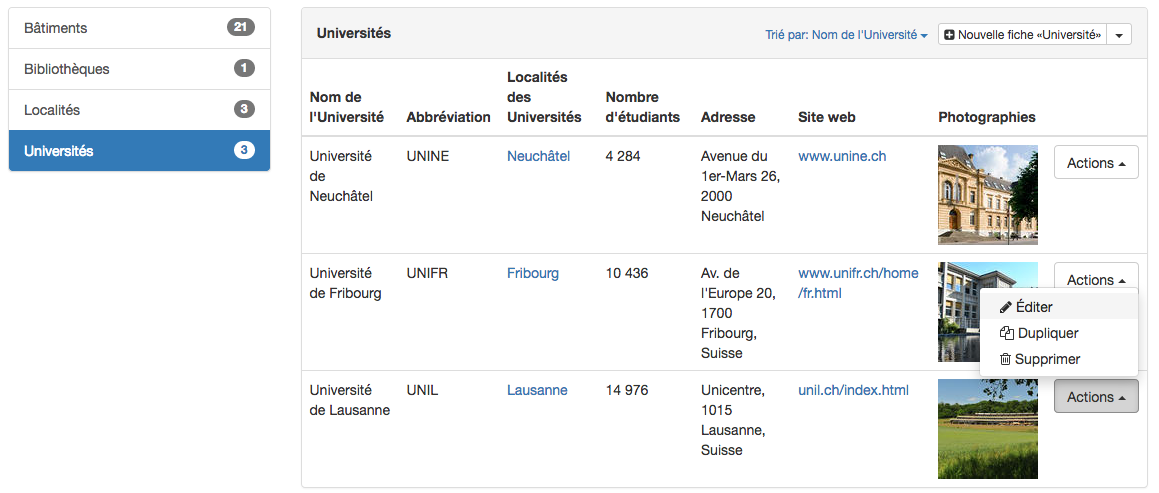 Bâtiments 21
Bibliothèques 1
Localités 3
Universités 3
Universités
Trié par: Nom de l'Université
Nouvelle fiche «Université»
Nom de
l'Université
Abbréviation
Localités
des
Universités
Nombre
d'étudiants
Adresse
Site web
Photographies
Université
de
Neuchâtel
UNINE
Neuchâtel
4 284
Avenue du
1er-Mars 26,
2000
Neuchâtel
www.unine.ch
Actions
Université
de Fribourg
UNIFR
Fribourg
10 436
Av. de
l'Europe 20,
1700
Fribourg,
Suisse
www.unifr.ch/home
/fr.html
Actions
Éditer
Dupliquer
Supprimer
Université
de Lausanne
UNIL
Lausanne
14 976
Unicentre,
1015
Lausanne,
Suisse
unil.ch/index.html
Actions